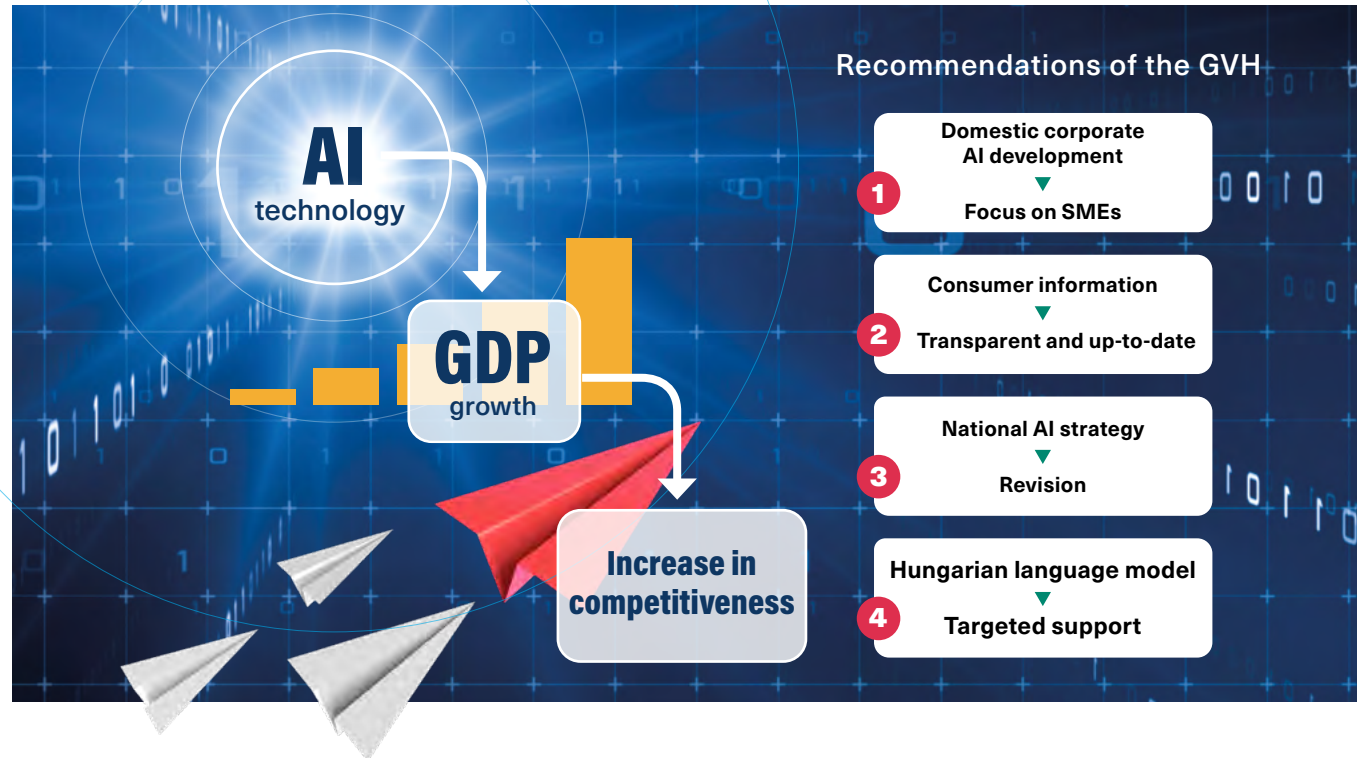 AI
technology
GDP
growth
Increase in
competitiveness
Recommendations of the GVH
1
Domestic corporate
AI development
Focus on SMEs
2
Consumer information
Transparent and up-to-date
3
National AI strategy
Revision
4
Hungarian language model
Targeted support